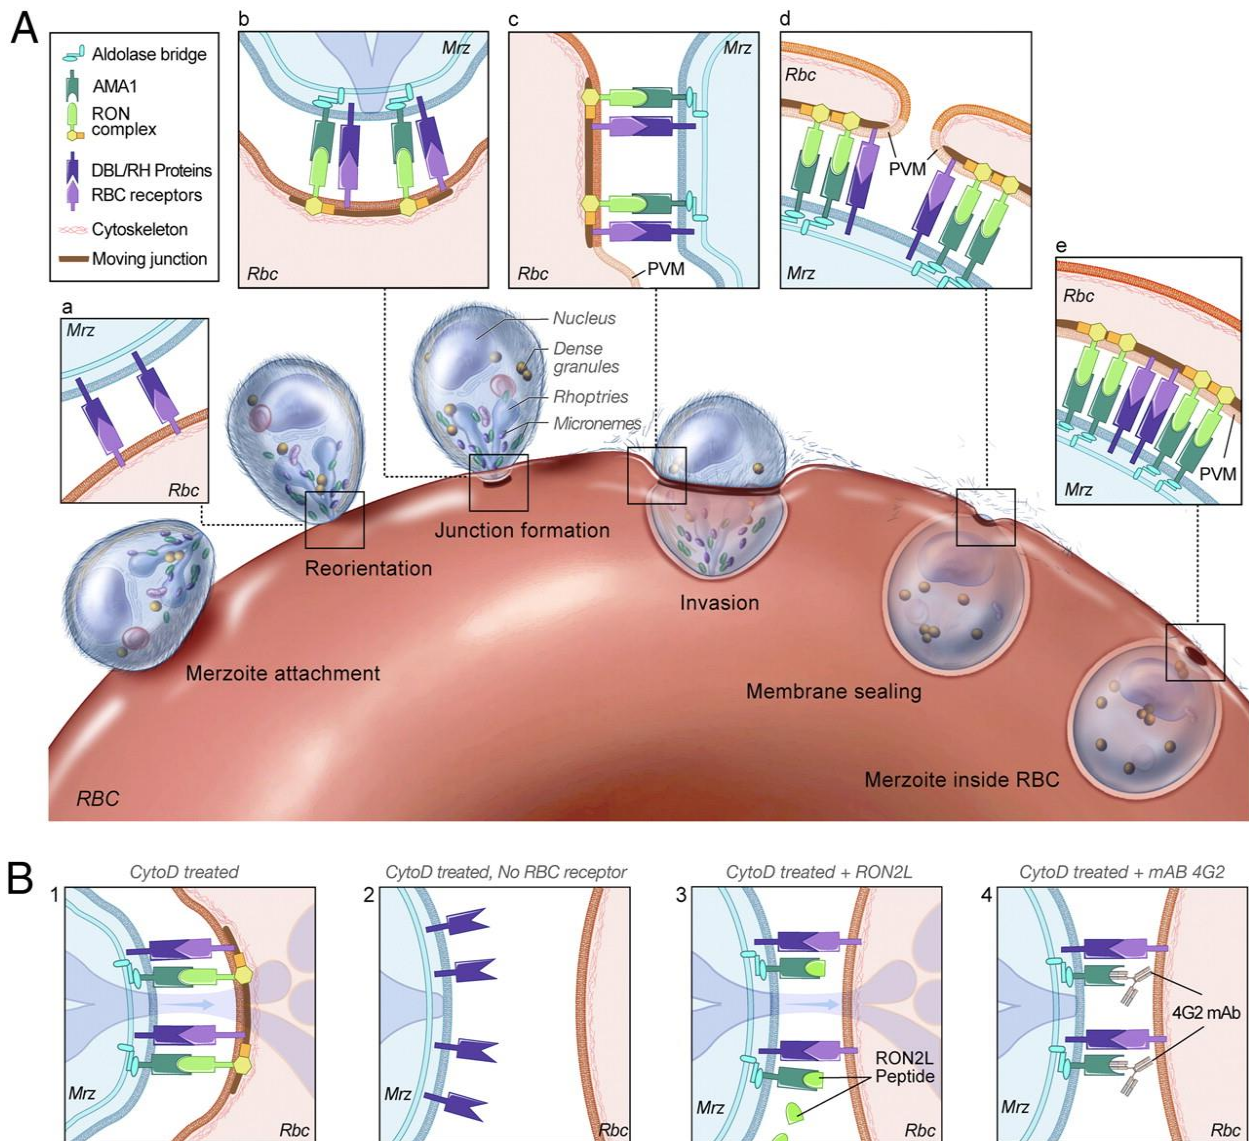 A
Aldolase bridge
AMA1
RON
complex
DBL/RH Proteins
RBC receptors
Cytoskeleton
Moving junction
a
Mrz
Rbc
b
Mrz
Rbc
c
Mrz
Rbc
PVM
d
Rbc
PVM
Mrz
e
Rbc
PVM
Mrz
Nucleus
Dense
granules
Rhoptries
Micronemes
Merzoite attachment
Reorientation
Junction formation
Invasion
Membrane sealing
Merzoite inside RBC
RBC
B
CytoD treated
1
Mrz
Rbc
CytoD treated, No RBC receptor
2
Mrz
Rbc
CytoD treated + RON2L
3
RON2L
Peptide
Mrz
Rbc
CytoD treated + mAB 4G2
4
4G2 mAb
Mrz
Rbc